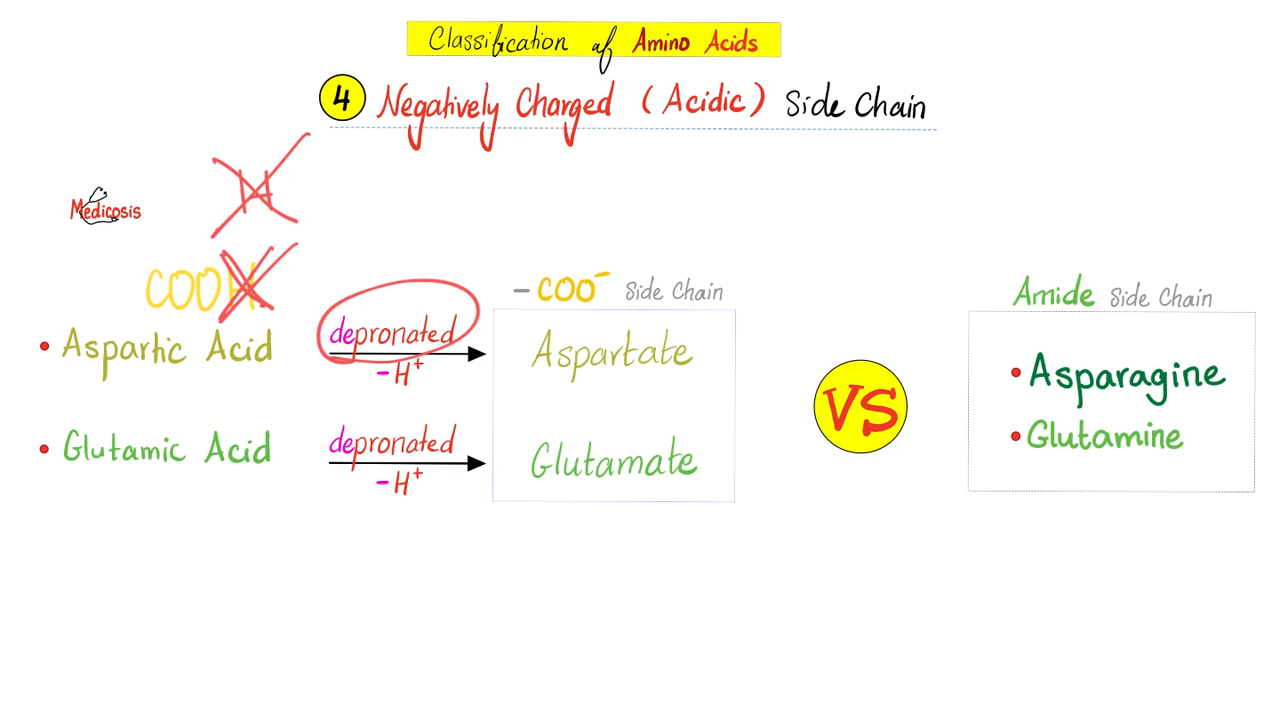 Classification of Amino Acids
4 Negatively Charged (Acidic) Side Chain
H
Medicosis
COOH
- COO⁻ Side Chain
Amide Side Chain
• Aspartic Acid
depronated
- H⁺
Aspartate
VS
• Asparagine
• Glutamic Acid
depronated
- H⁺
Glutamate
• Glutamine